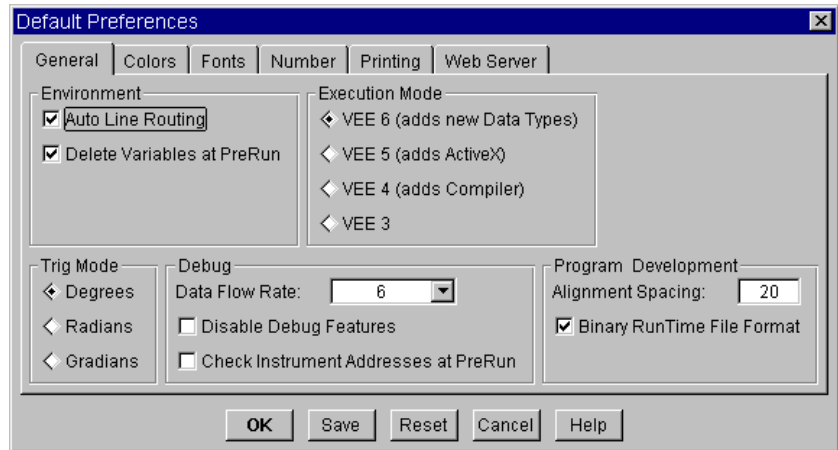 Default Preferences
General Colors Fonts Number Printing Web Server
Environment
Auto Line Routing
Delete Variables at PreRun
Execution Mode
VEE 6 (adds new Data Types)
VEE 5 (adds ActiveX)
VEE 4 (adds Compiler)
VEE 3
Trig Mode
Degrees
Radians
Gradians
Debug
Data Flow Rate: 6
Disable Debug Features
Check Instrument Addresses at PreRun
Program Development
Alignment Spacing: 20
Binary RunTime File Format
OK Save Reset Cancel Help